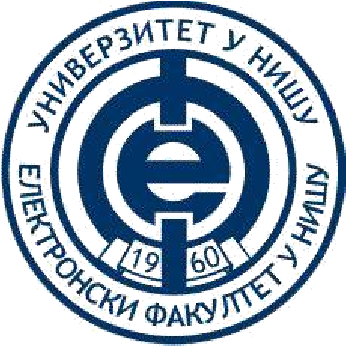 УНИВЕРЗИТЕТ У НИШУ
е
19 60
ЕЛЕКТРОНСКИ ФАКУЛТЕТ У НИШУ